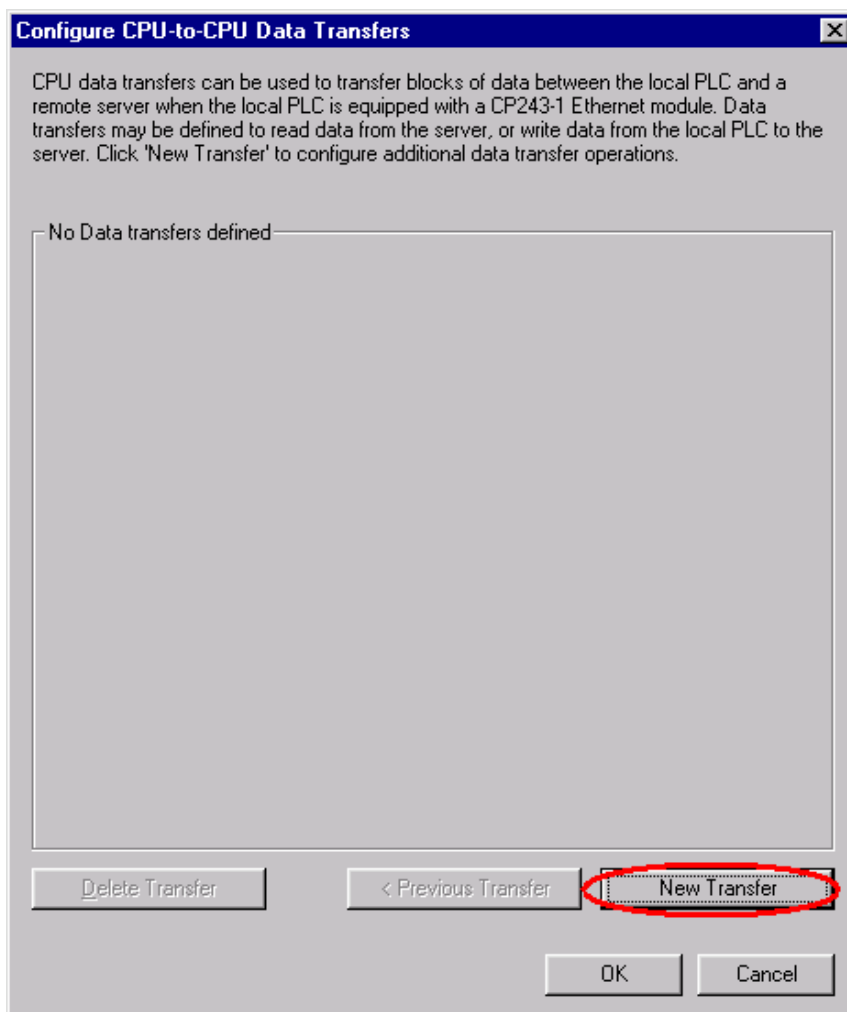 Configure CPU-to-CPU Data Transfers
CPU data transfers can be used to transfer blocks of data between the local PLC and a
remote server when the local PLC is equipped with a CP243-1 Ethernet module. Data
transfers may be defined to read data from the server, or write data from the local PLC to the
server. Click 'New Transfer' to configure additional data transfer operations.
No Data transfers defined
Delete Transfer
< Previous Transfer
New Transfer
OK
Cancel